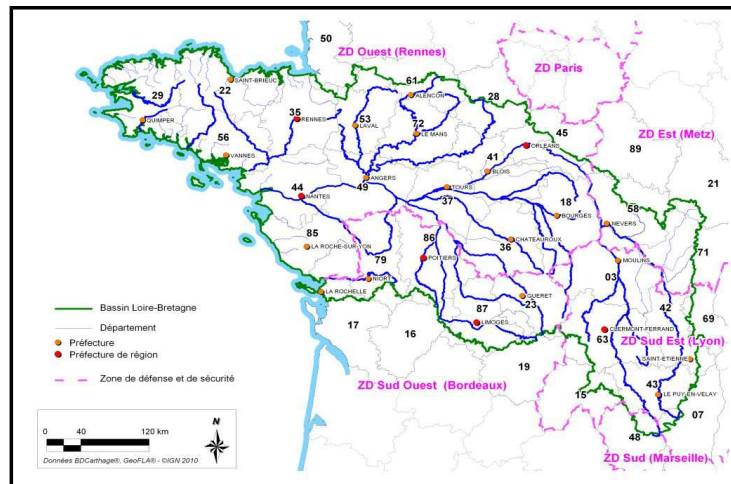 50
ZD Ouest (Rennes)
ZD Paris
61
28
22
SAINT-BRIEUC
ALENCON
29
35
RENNES
53
LAVAL
72
LE MANS
45
ZD Est (Metz)
QUIMPER
ORLEANS
89
56
VANNES
41
BLOIS
21
ANGERS
49
44
NANTES
TOURS
37
18
BOURGES
58
NEVERS
85
LA ROCHE-SUR-YON
86
36
CHATEAUROUX
71
79
POITIERS
MOULINS
03
NIORT
LA ROCHELLE
GUERET
23
42
Bassin Loire-Bretagne
Département
Préfecture
Préfecture de région
Zone de défense et de sécurité
17
16
87
LIMOGES
69
63
CLERMONT-FERRAND
ZD Sud Est (Lyon)
SAINT-ETIENNE
ZD Sud Ouest (Bordeaux)
19
15
43
LE PUY-EN-VELAY
07
48
ZD Sud (Marseille)
N
0 40 120 km
Données BDCarthage®, GeoFLA® - ©IGN 2010